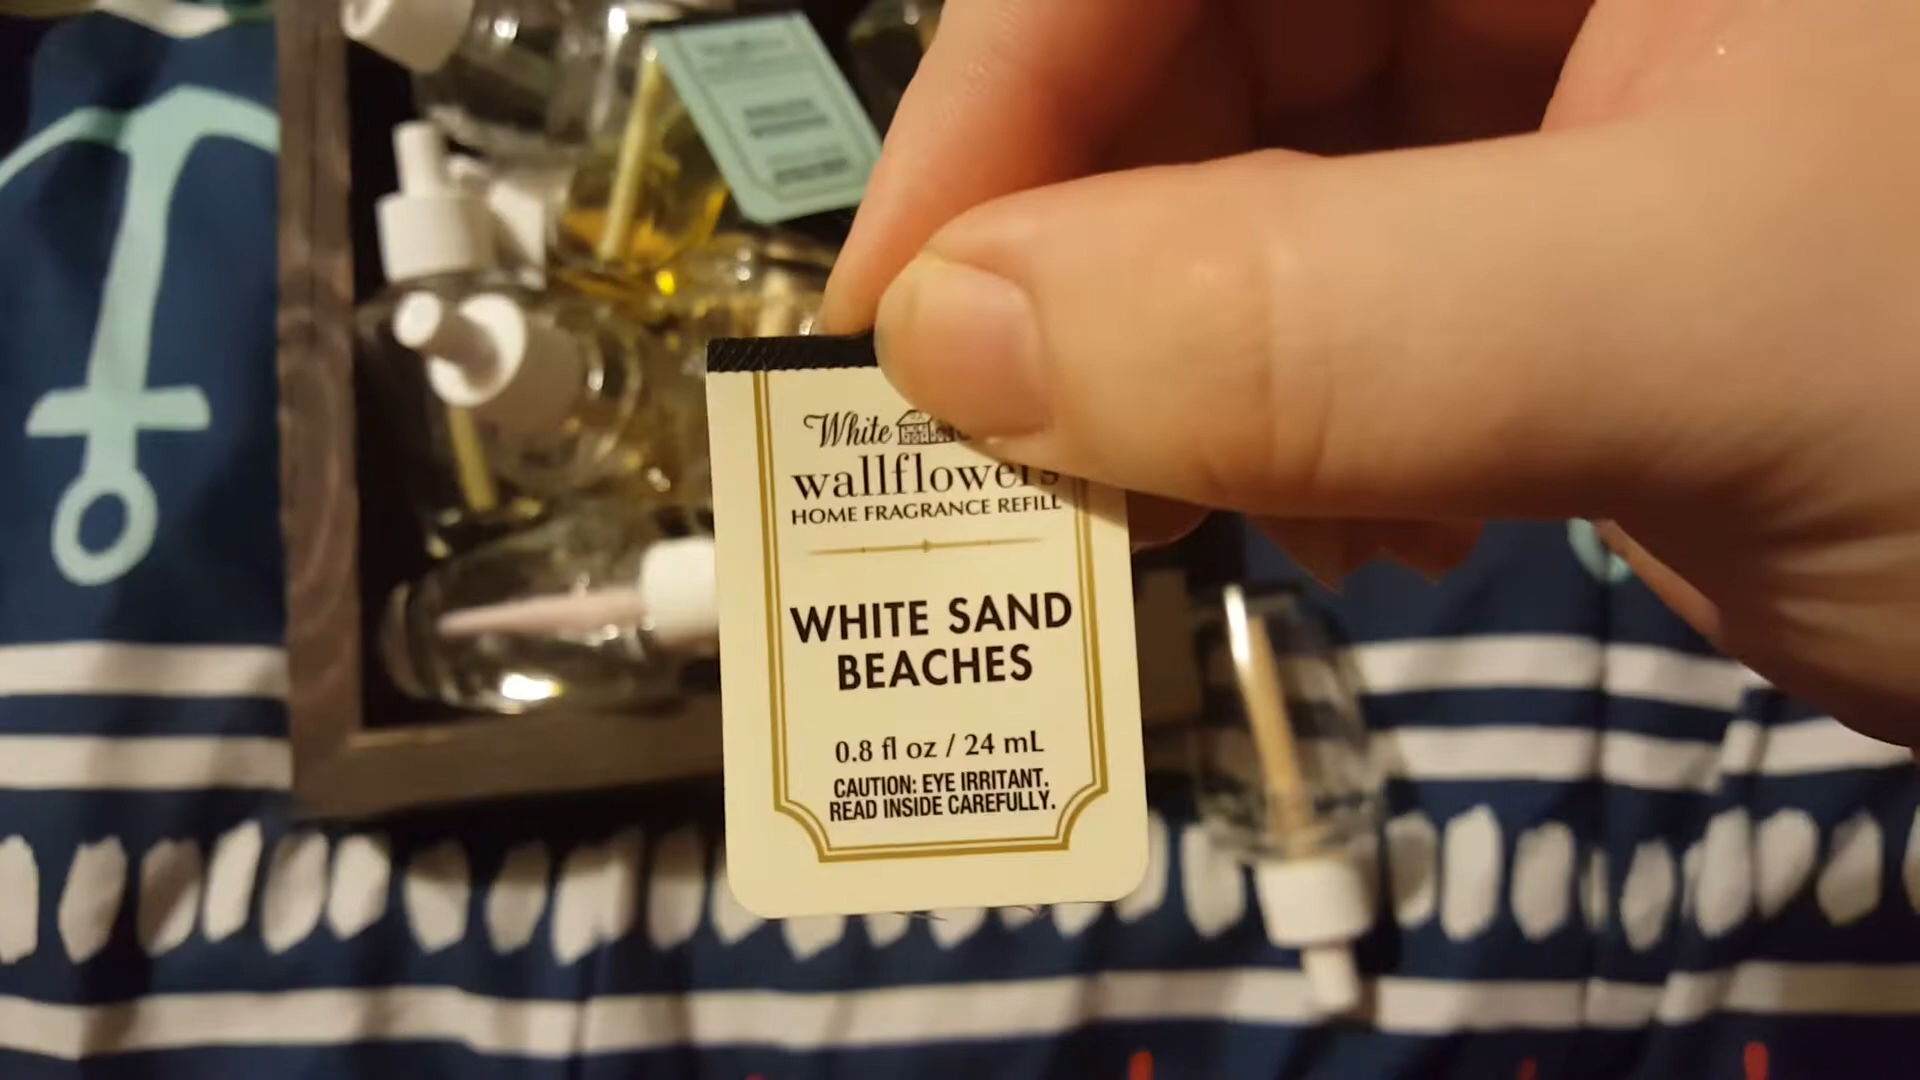 White
wallflowers
HOME FRAGRANCE REFILL
WHITE SAND
BEACHES
0.8 fl oz / 24 mL
CAUTION: EYE IRRITANT.
READ INSIDE CAREFULLY.